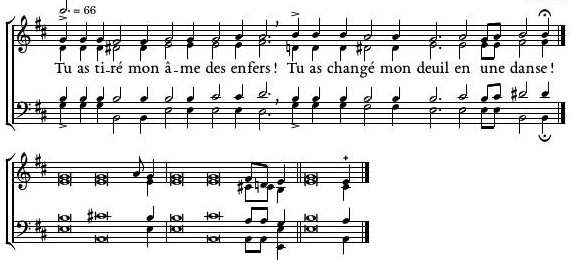 = 66
Tu as ti-ré mon â-me des enfers! Tu as changé mon deuil en une danse!